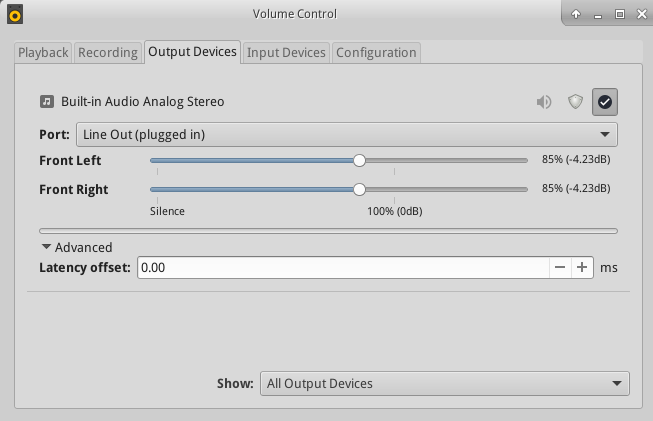 Volume Control
Playback Recording Output Devices Input Devices Configuration
Built-in Audio Analog Stereo
Port: Line Out (plugged in)
Front Left 85% (-4.23dB)
Front Right 85% (-4.23dB)
Silence 100% (0dB)
Advanced
Latency offset: 0.00 ms
Show: All Output Devices